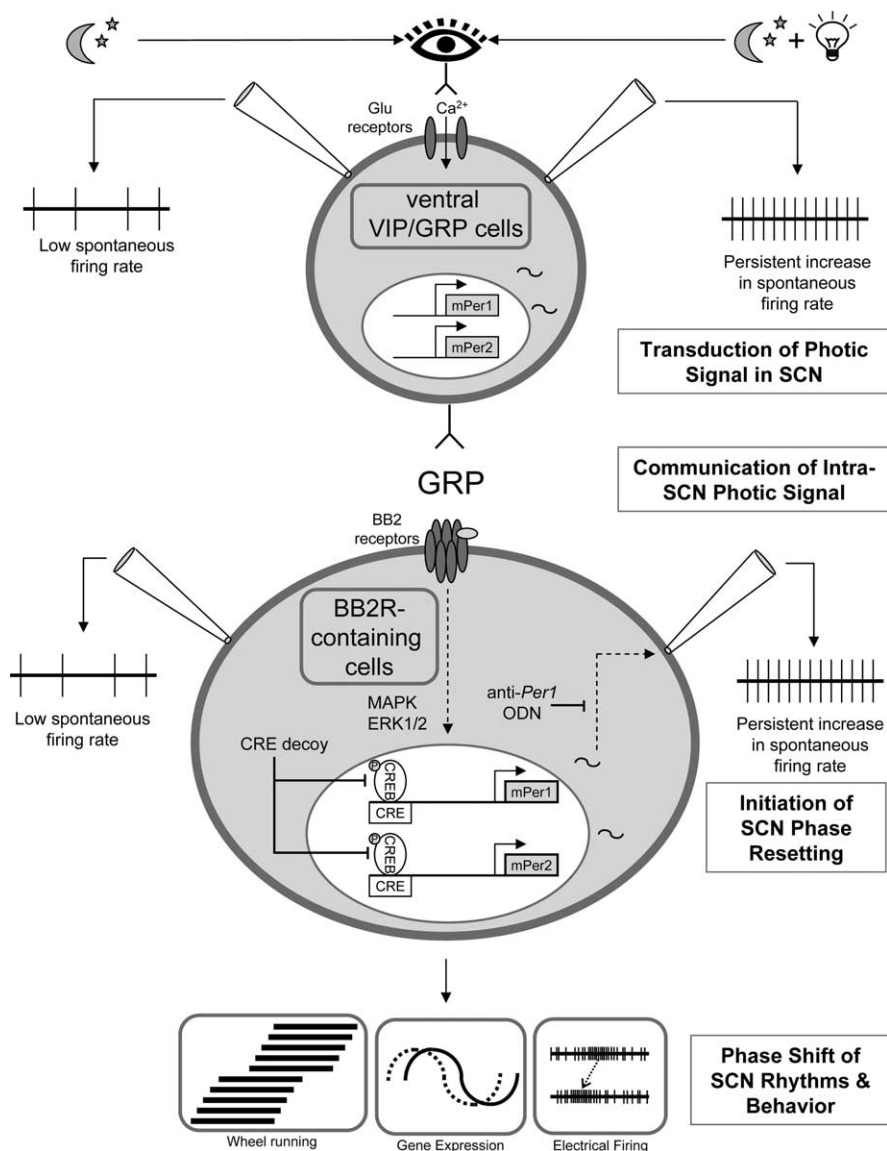 +
Glu
receptors
Ca2+
ventral
VIP/GRP cells
mPer1
mPer2
Low spontaneous
firing rate
Persistent increase
in spontaneous
firing rate
Transduction of Photic
Signal in SCN
Communication of Intra-
SCN Photic Signal
GRP
BB2
receptors
BB2R-
containing
cells
MAPK
ERK1/2
anti-Per1
ODN
CRE decoy
P
CREB
CRE
mPer1
P
CREB
CRE
mPer2
Low spontaneous
firing rate
Persistent increase
in spontaneous
firing rate
Initiation of
SCN Phase
Resetting
Wheel running
Gene Expression
Electrical Firing
Phase Shift of
SCN Rhythms &
Behavior